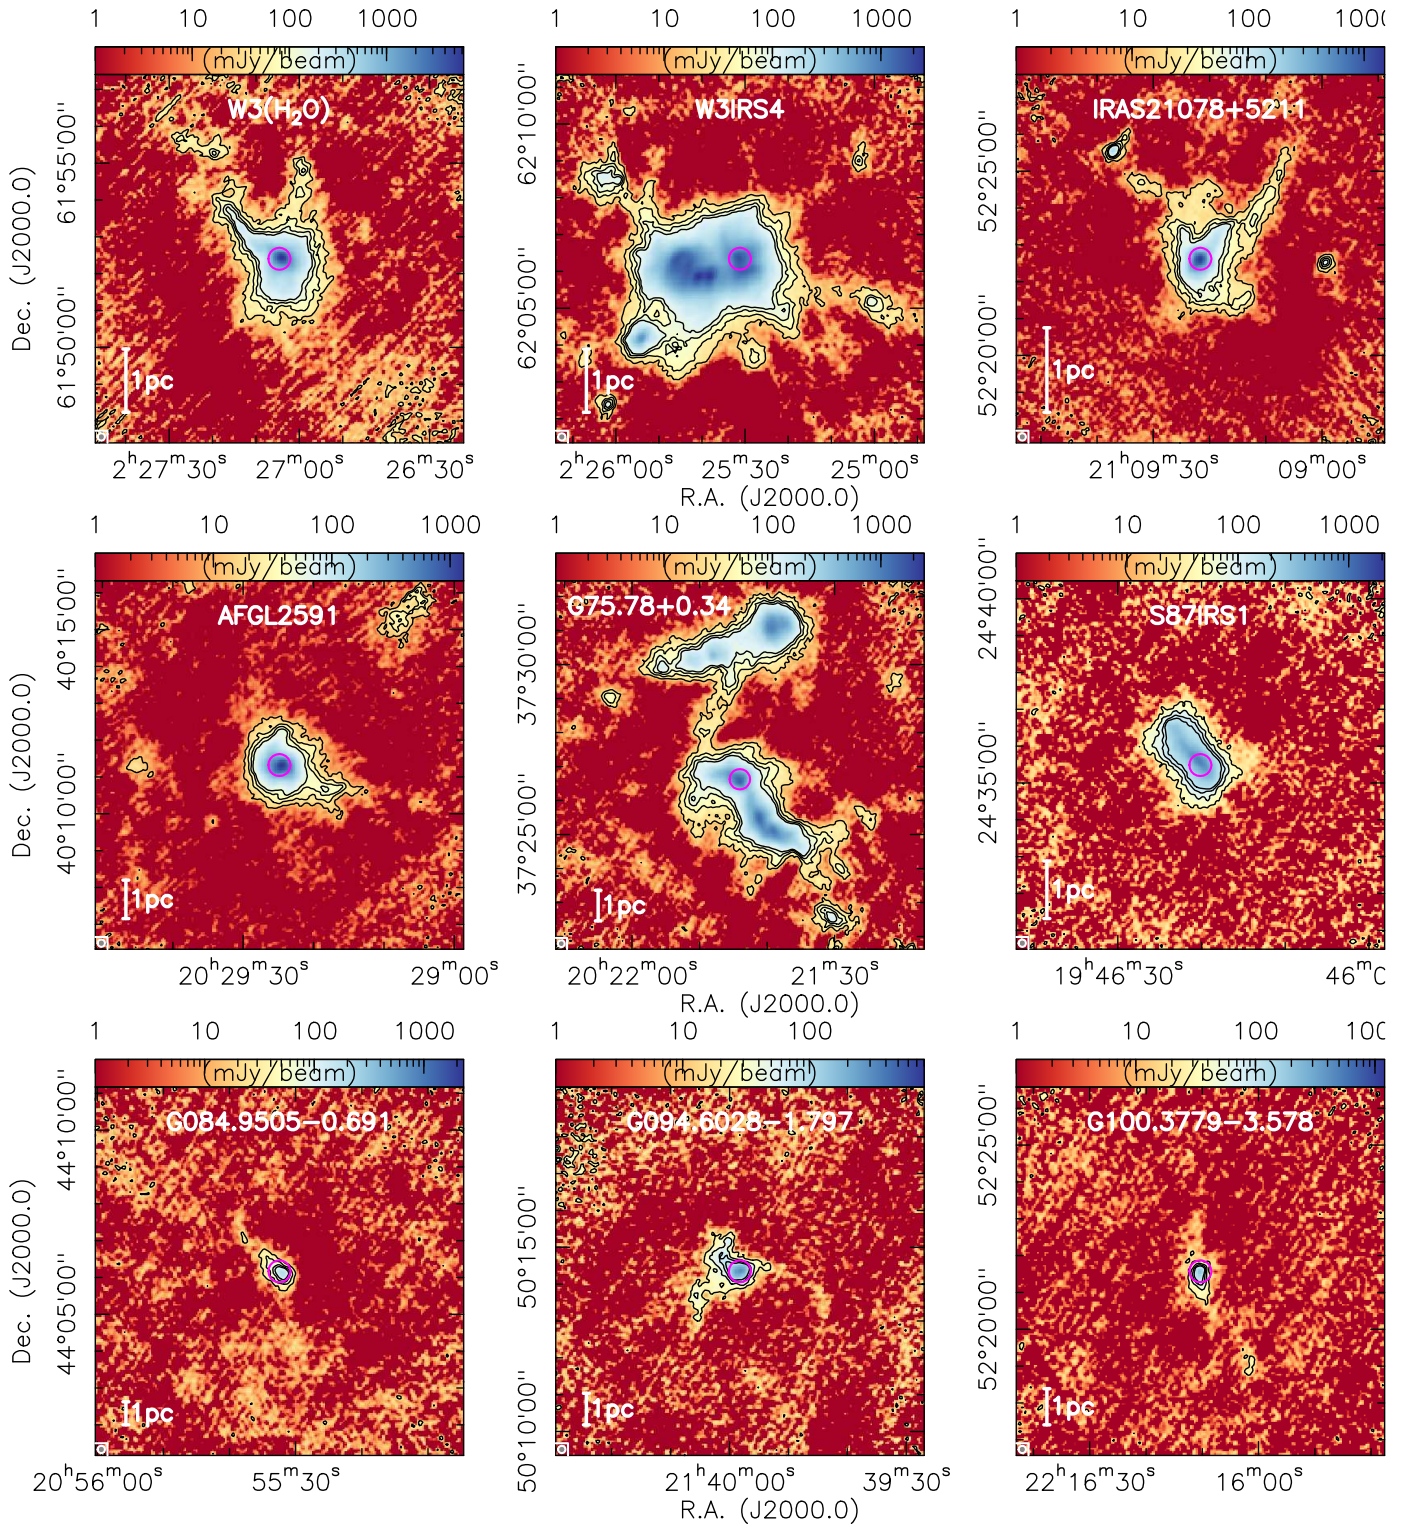 1 10 100 1000
(mJy/beam)
W3(H₂O)
61°55'00''
61°50'00''
Dec. (J2000.0)
1pc
2ʰ27ᵐ30ˢ 27ᵐ00ˢ 26ᵐ30ˢ
1 10 100 1000
(mJy/beam)
W3IRS4
62°10'00''
62°05'00''
1pc
2ʰ26ᵐ00ˢ 25ᵐ30ˢ 25ᵐ00ˢ
R.A. (J2000.0)
1 10 100 1000
(mJy/beam)
IRAS21078+5211
52°25'00''
52°20'00''
1pc
21ʰ09ᵐ30ˢ 09ᵐ00ˢ
1 10 100 1000
(mJy/beam)
AFGL2591
40°15'00''
40°10'00''
Dec. (J2000.0)
1pc
20ʰ29ᵐ30ˢ 29ᵐ00ˢ
1 10 100 1000
(mJy/beam)
G75.78+0.34
37°30'00''
37°25'00''
1pc
20ʰ22ᵐ00ˢ 21ᵐ30ˢ
R.A. (J2000.0)
1 10 100 1000
(mJy/beam)
S87IRS1
24°40'00''
24°35'00''
1pc
19ʰ46ᵐ30ˢ 46ᵐ0
1 10 100 1000
(mJy/beam)
G084.9505−0.691
44°10'00''
44°05'00''
Dec. (J2000.0)
1pc
20ʰ56ᵐ00ˢ 55ᵐ30ˢ
1 10 100
(mJy/beam)
G094.6028−1.797
50°15'00''
50°10'00''
1pc
21ʰ40ᵐ00ˢ 39ᵐ30ˢ
R.A. (J2000.0)
1 10 100 100
(mJy/beam)
G100.3779−3.578
52°25'00''
52°20'00''
1pc
22ʰ16ᵐ30ˢ 16ᵐ00ˢ